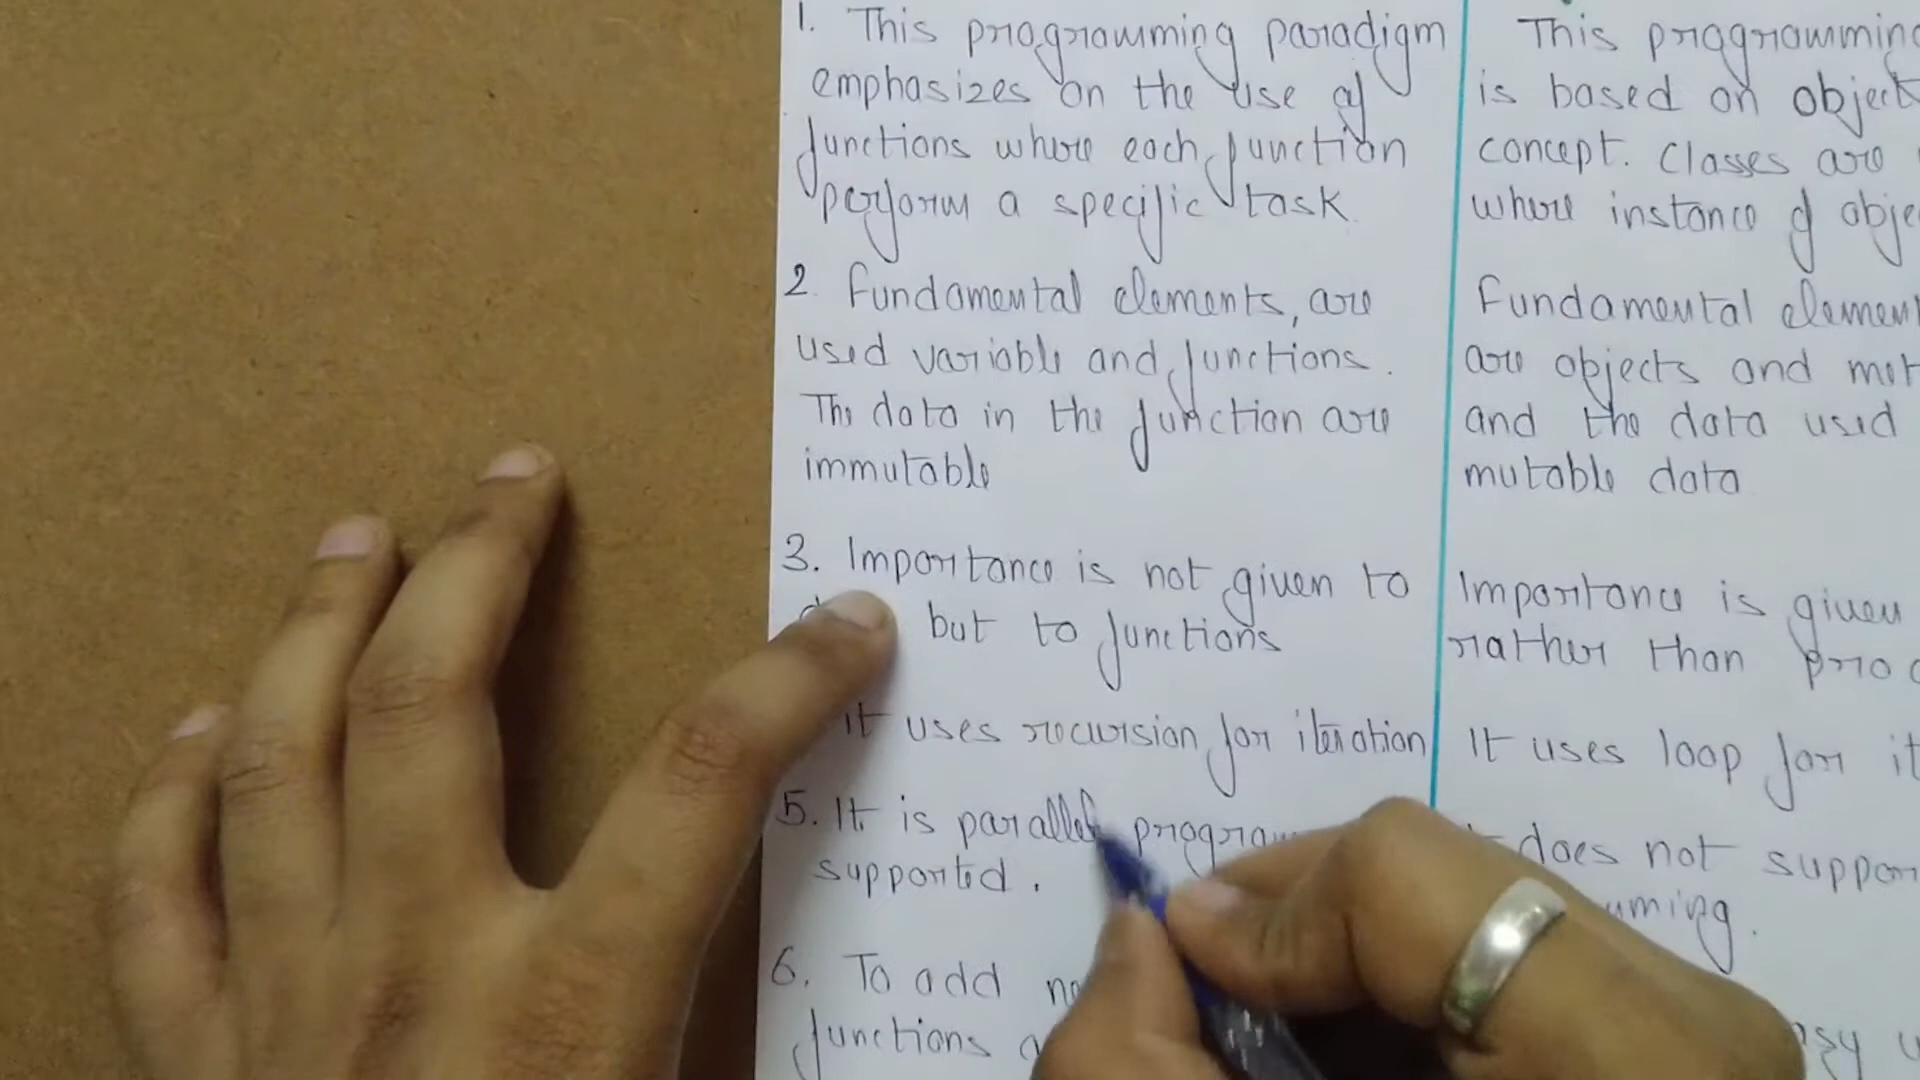 1. This programming paradigm
emphasizes on the use of
functions where each function
perform a specific task.
2. Fundamental elements, are
used variable and functions.
The data in the function are
immutable
3. Importance is not given to
but to functions
it uses recursion for iteration
5. It is parallel
supported.
6. To add
functions
This programming
is based on object
concept. Classes are
where instance of
Fundamental
are objects and
and the data used
mutable data
Importance is given
rather than
It uses loop for
does not